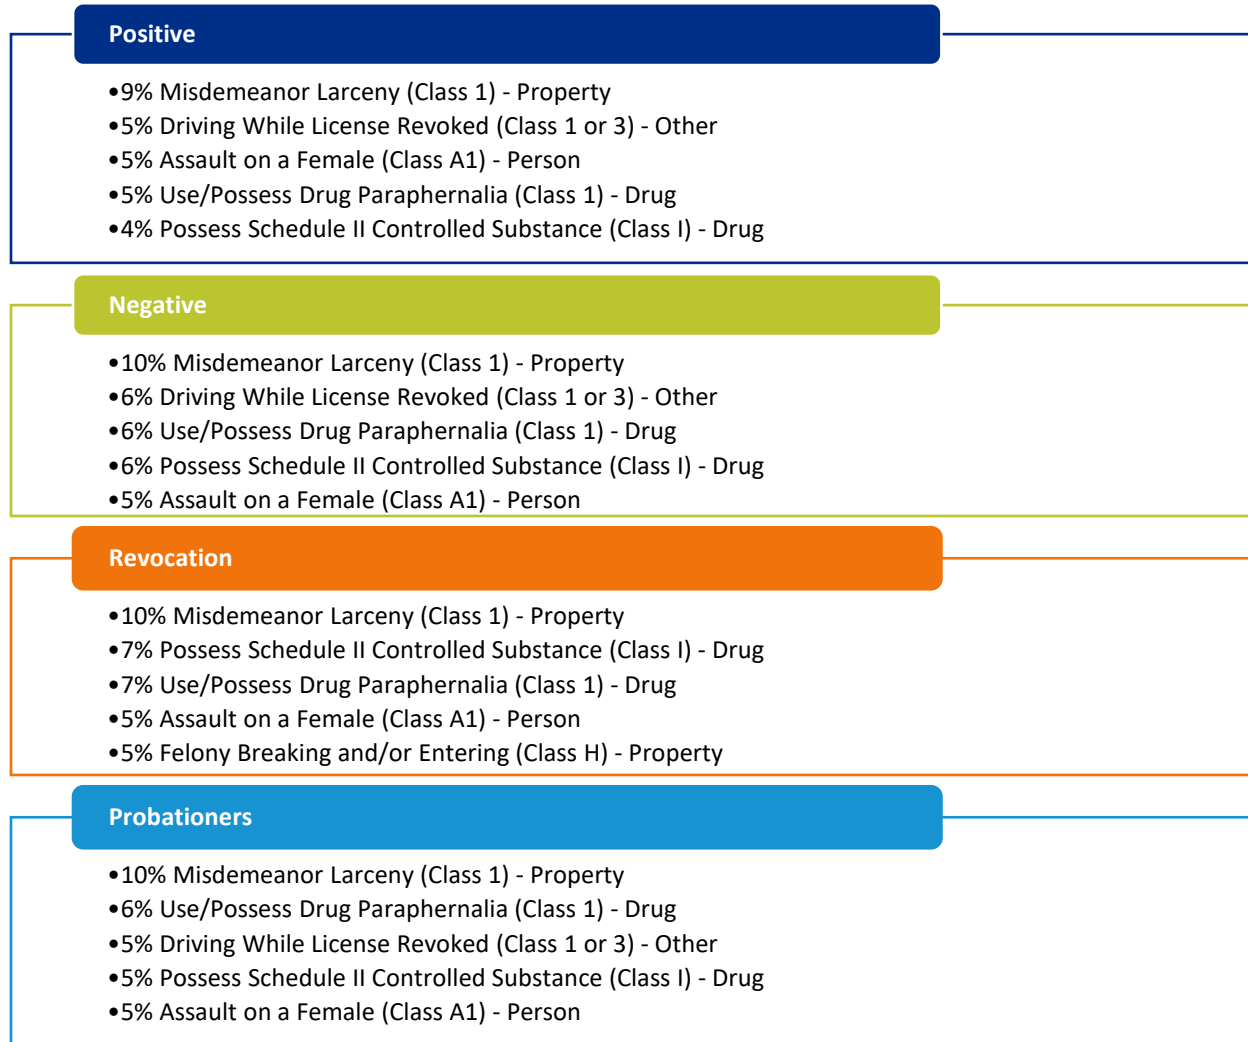 Positive
•9% Misdemeanor Larceny (Class 1) - Property
•5% Driving While License Revoked (Class 1 or 3) - Other
•5% Assault on a Female (Class A1) - Person
•5% Use/Possess Drug Paraphernalia (Class 1) - Drug
•4% Possess Schedule II Controlled Substance (Class I) - Drug
Negative
•10% Misdemeanor Larceny (Class 1) - Property
•6% Driving While License Revoked (Class 1 or 3) - Other
•6% Use/Possess Drug Paraphernalia (Class 1) - Drug
•6% Possess Schedule II Controlled Substance (Class I) - Drug
•5% Assault on a Female (Class A1) - Person
Revocation
•10% Misdemeanor Larceny (Class 1) - Property
•7% Possess Schedule II Controlled Substance (Class I) - Drug
•7% Use/Possess Drug Paraphernalia (Class 1) - Drug
•5% Assault on a Female (Class A1) - Person
•5% Felony Breaking and/or Entering (Class H) - Property
Probationers
•10% Misdemeanor Larceny (Class 1) - Property
•6% Use/Possess Drug Paraphernalia (Class 1) - Drug
•5% Driving While License Revoked (Class 1 or 3) - Other
•5% Possess Schedule II Controlled Substance (Class I) - Drug
•5% Assault on a Female (Class A1) - Person